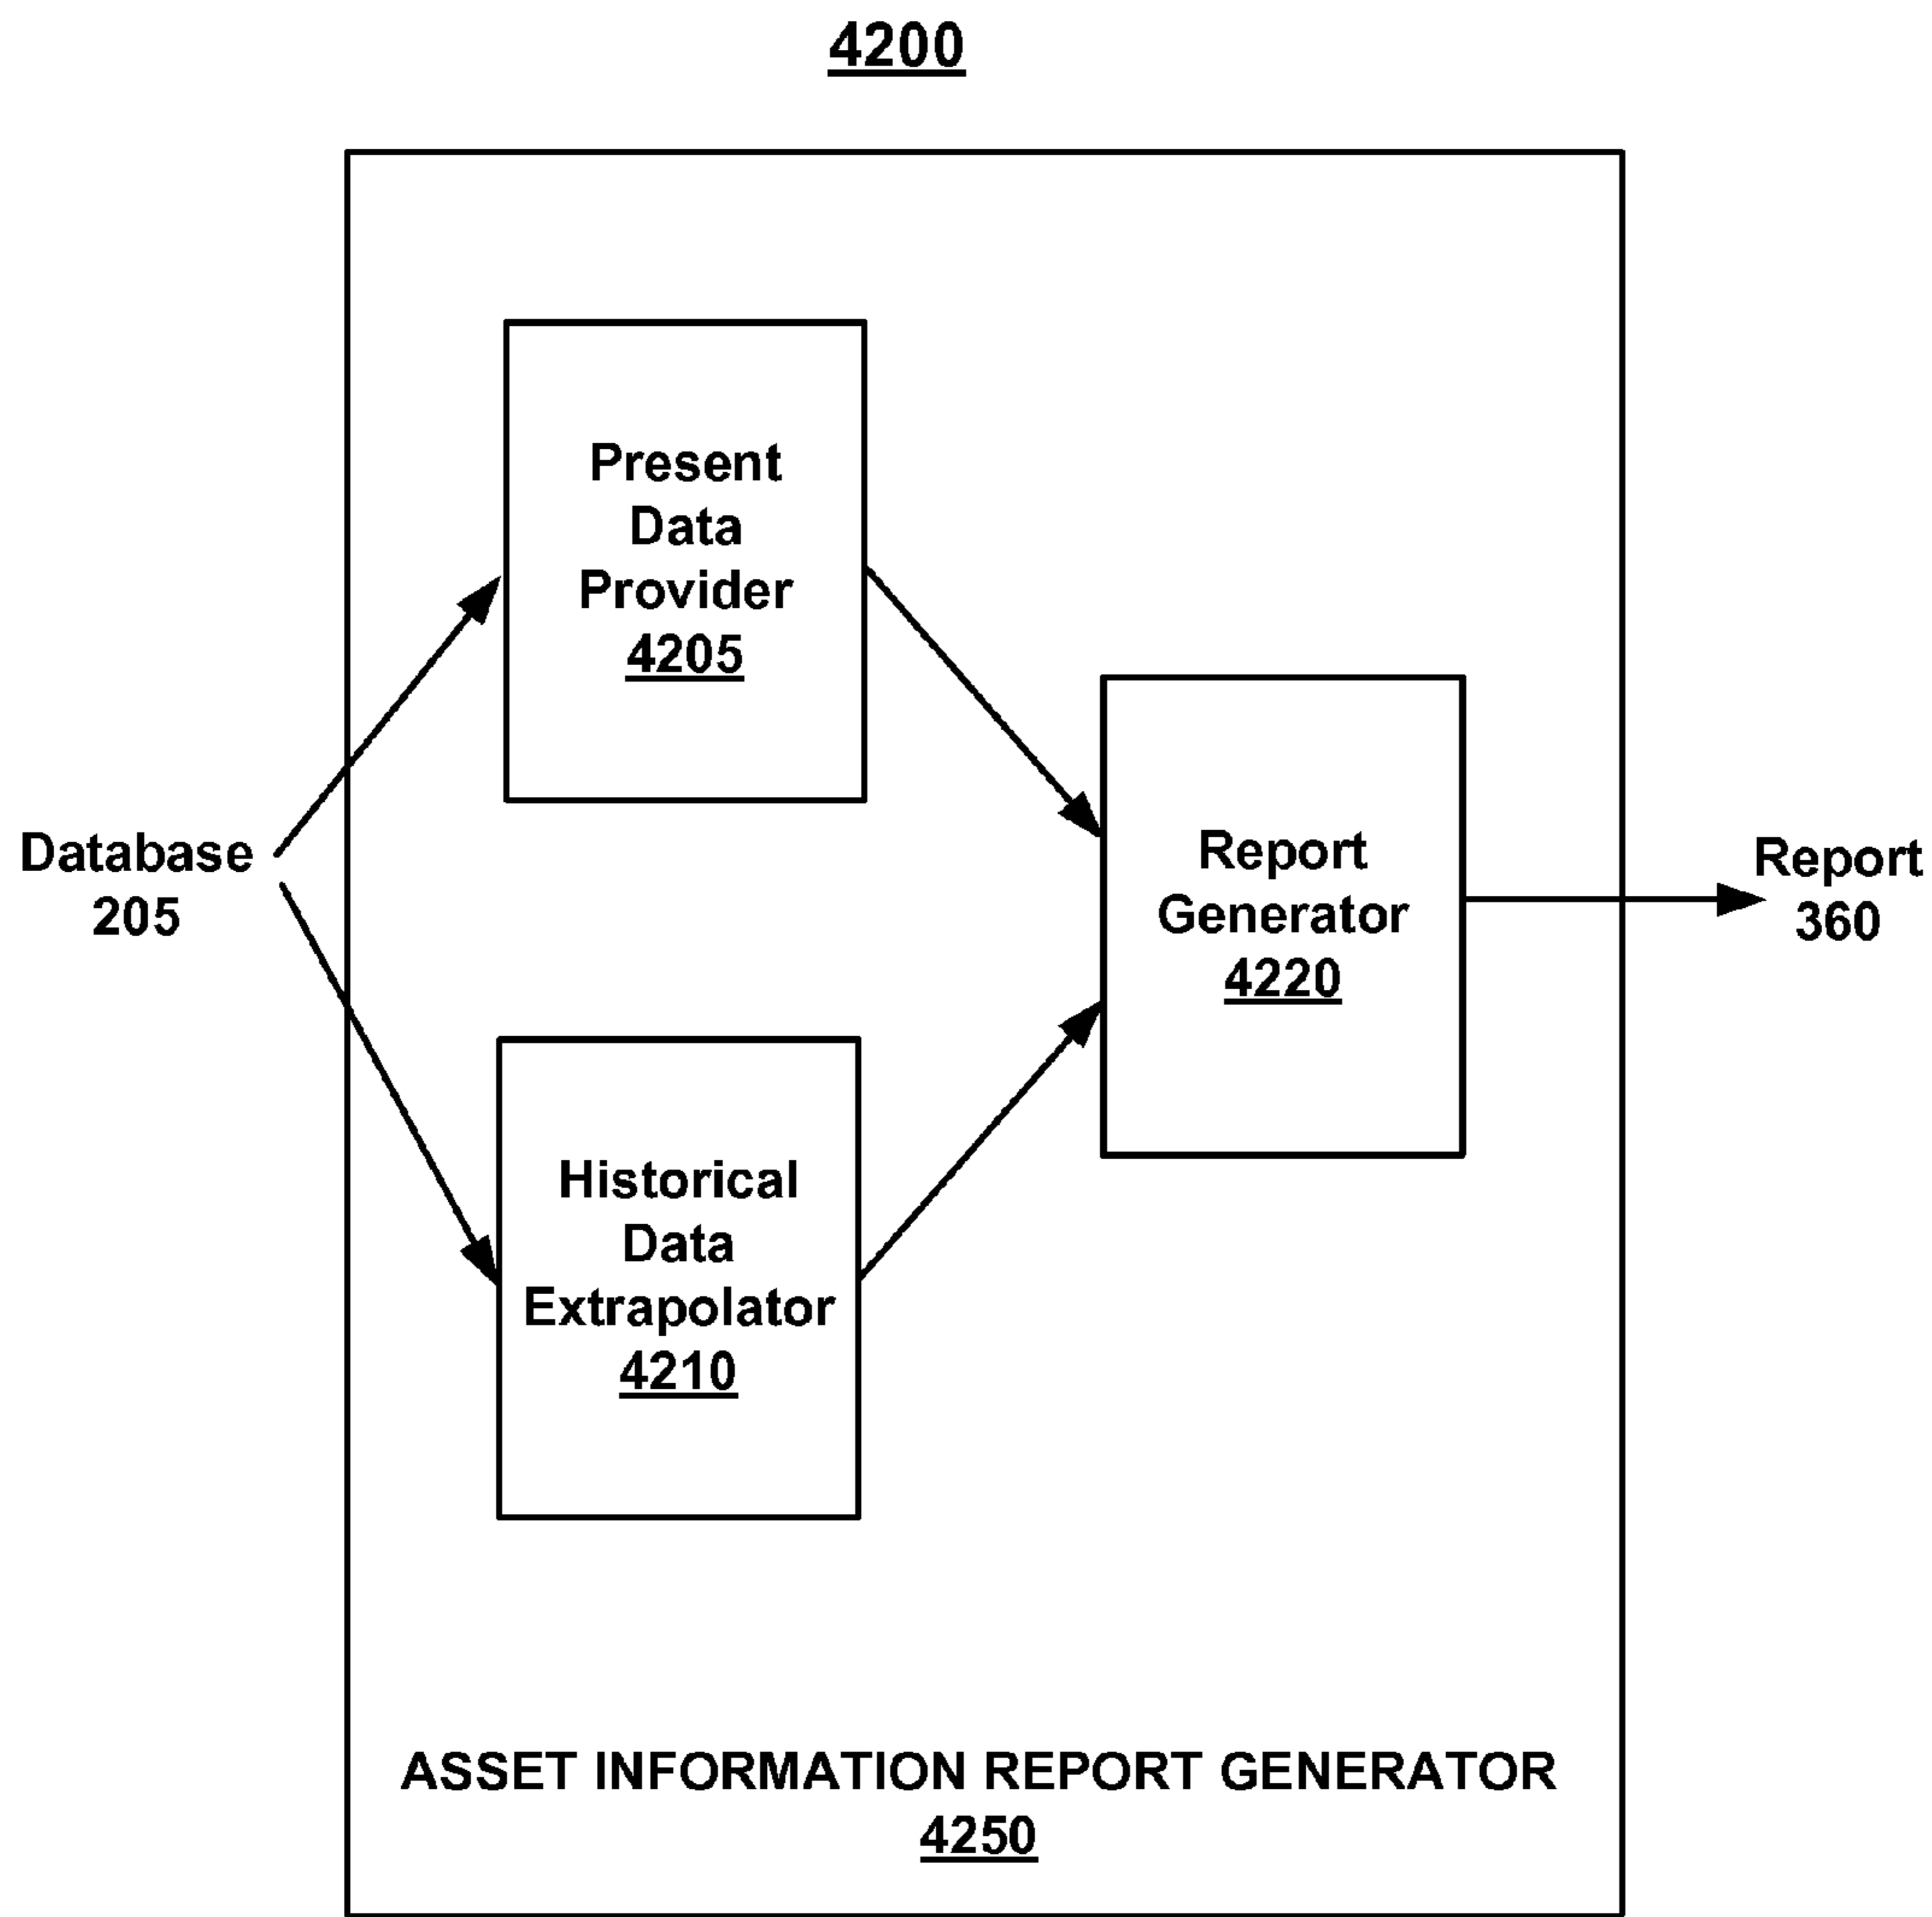 4200
Present
Data
Provider
4205
Database
205
Report
Generator
4220
Report
360
Historical
Data
Extrapolator
4210
ASSET INFORMATION REPORT GENERATOR
4250